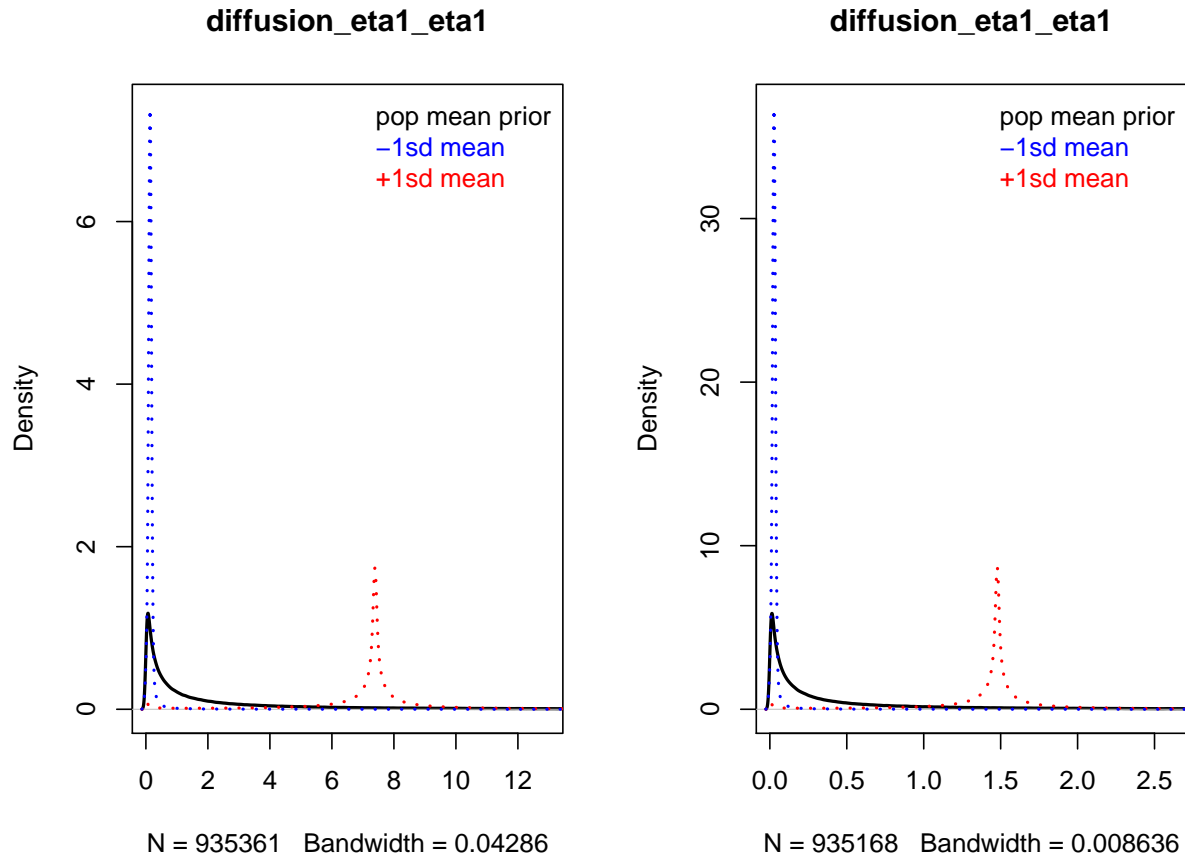 diffusion_eta1_eta1
pop mean prior
−1sd mean
+1sd mean
Density
6
4
2
0
0 2 4 6 8 10 12
N = 935361 Bandwidth = 0.04286
diffusion_eta1_eta1
pop mean prior
−1sd mean
+1sd mean
Density
30
20
10
0
0.0 0.5 1.0 1.5 2.0 2.5
N = 935168 Bandwidth = 0.008636